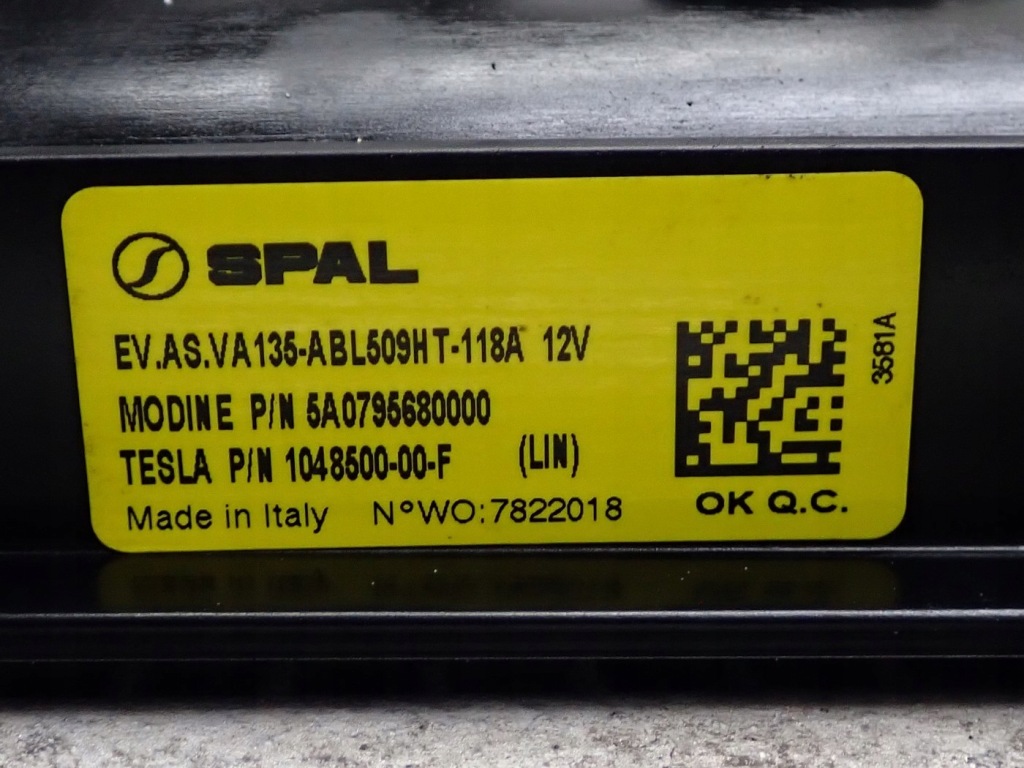 SPAL
EV.AS.VA135-ABL509HT-118A 12V
MODINE P/N 5A0795680000
TESLA P/N 1048500-00-F (LIN)
Made in Italy N°WO:7822018
OK Q.C.
3581A